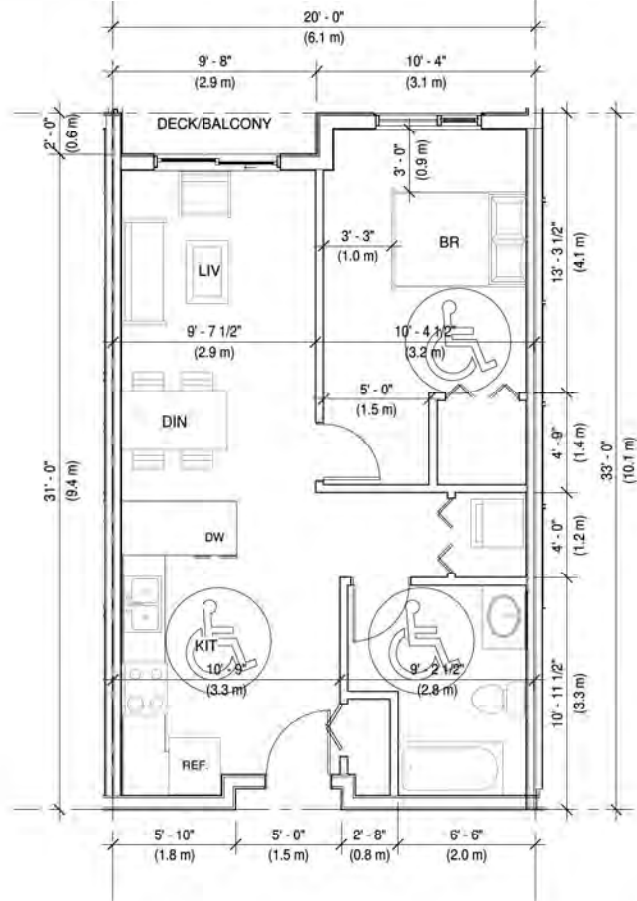 20' - 0"
(6.1 m)
9' - 8"
(2.9 m)
10' - 4"
(3.1 m)
2' - 0"
(0.6 m)
DECK/BALCONY
3' - 0"
(0.9 m)
3' - 3"
(1.0 m)
BR
13' - 3 1/2"
(4.1 m)
LIV
9' - 7 1/2"
(2.9 m)
10' - 4 1/2"
(3.2 m)
5' - 0"
(1.5 m)
DIN
4' - 9"
(1.4 m)
31' - 0"
(9.4 m)
33' - 0"
(10.1 m)
DW
4' - 0"
(1.2 m)
KIT
10' - 9"
(3.3 m)
9' - 2 1/2"
(2.8 m)
10' - 11 1/2"
(3.3 m)
REF.
5' - 10"
(1.8 m)
5' - 0"
(1.5 m)
2' - 8"
(0.8 m)
6' - 6"
(2.0 m)